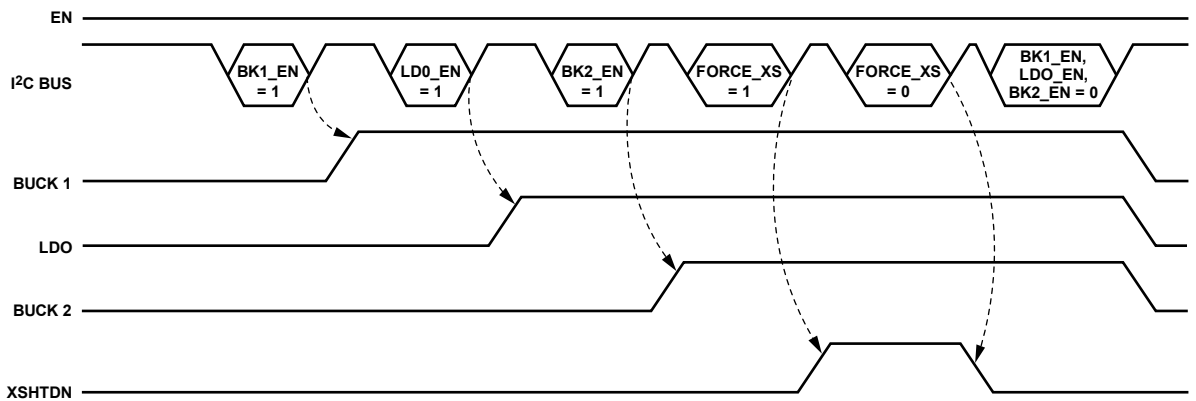 EN
I2C BUS
BK1_EN
= 1
LD0_EN
= 1
BK2_EN
= 1
FORCE_XS
= 1
FORCE_XS
= 0
BK1_EN,
LDO_EN,
BK2_EN = 0
BUCK 1
LDO
BUCK 2
XSHTDN